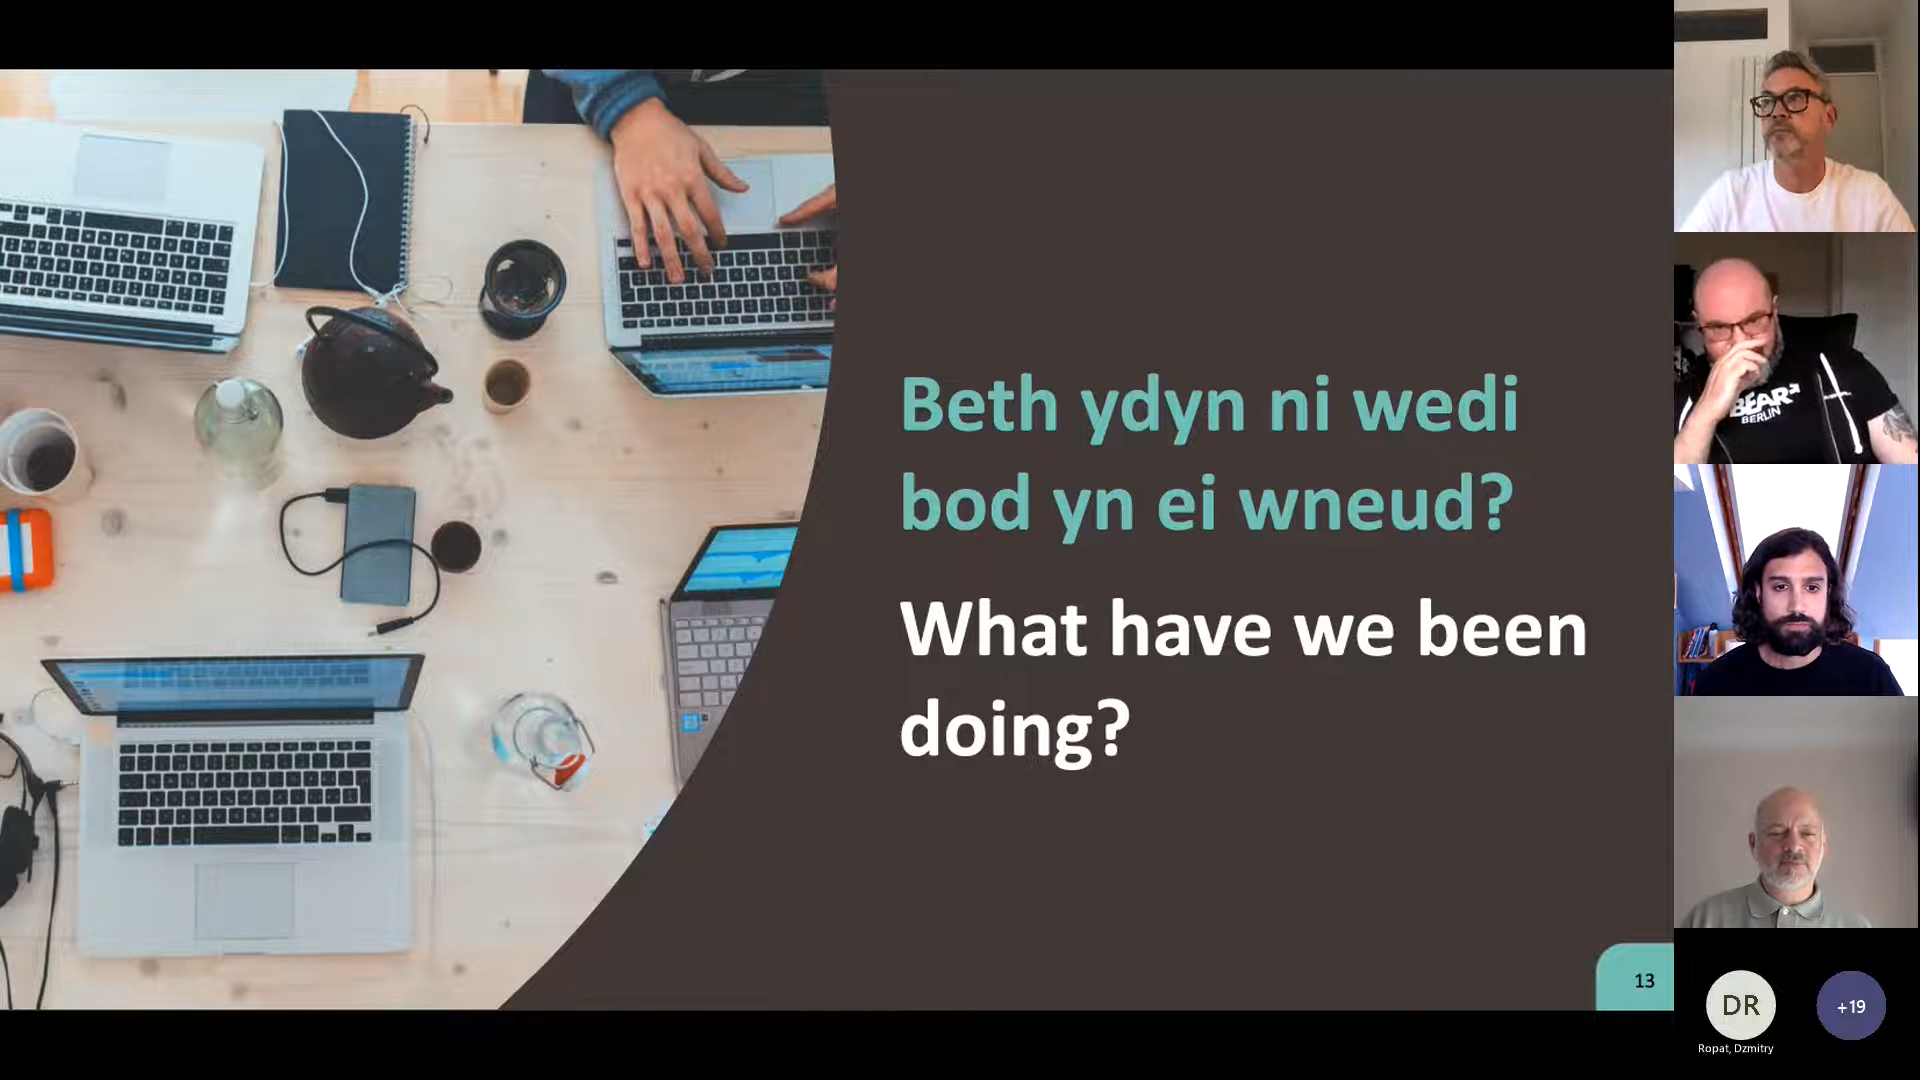 Beth ydyn ni wedi
bod yn ei wneud?
What have we been
doing?
13
BEAR
BERLIN
DR
+19
Ropat, Dzmitry